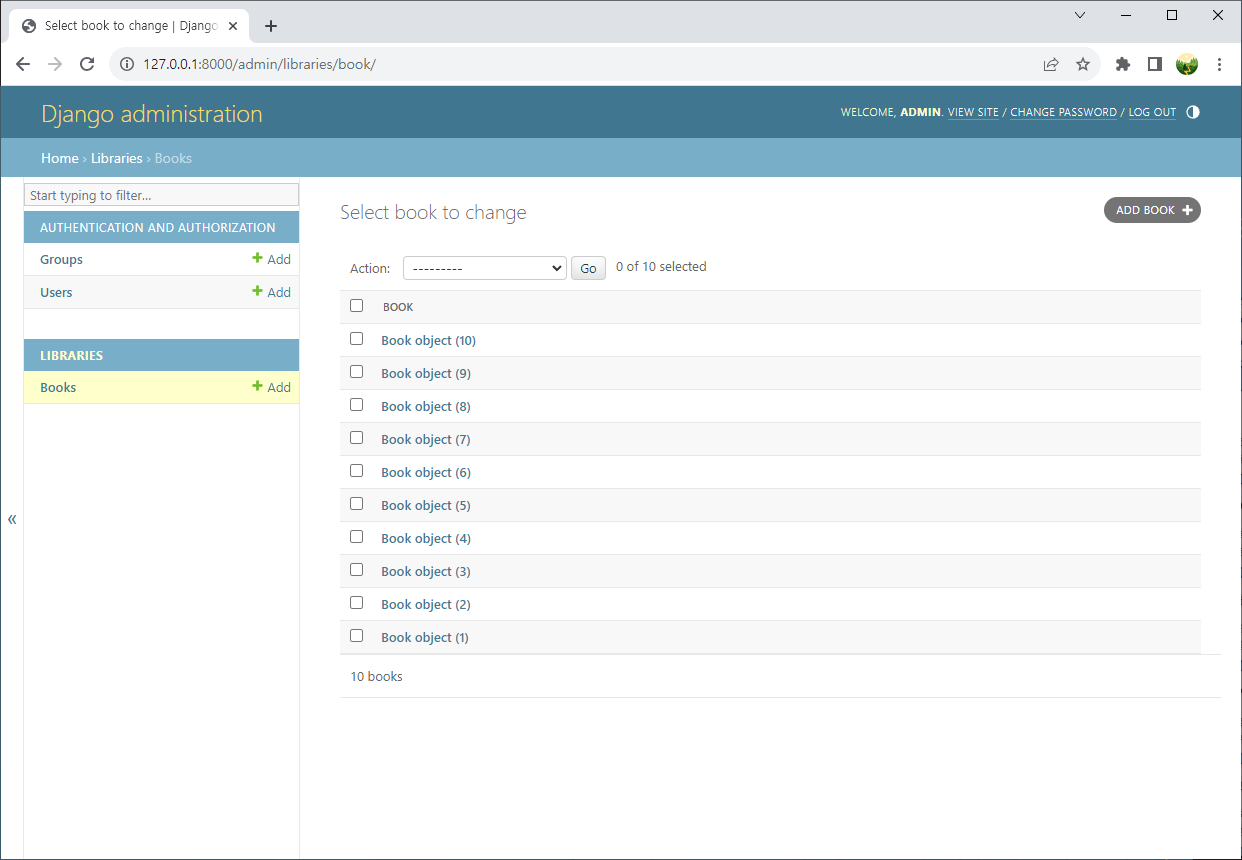 Select book to change | Django
127.0.0.1:8000/admin/libraries/book/
Django administration
WELCOME, ADMIN. VIEW SITE / CHANGE PASSWORD / LOG OUT
Home › Libraries › Books
Start typing to filter...
AUTHENTICATION AND AUTHORIZATION
Groups + Add
Users + Add
LIBRARIES
Books + Add
«
Select book to change
ADD BOOK +
Action: --------- Go 0 of 10 selected
BOOK
Book object (10)
Book object (9)
Book object (8)
Book object (7)
Book object (6)
Book object (5)
Book object (4)
Book object (3)
Book object (2)
Book object (1)
10 books